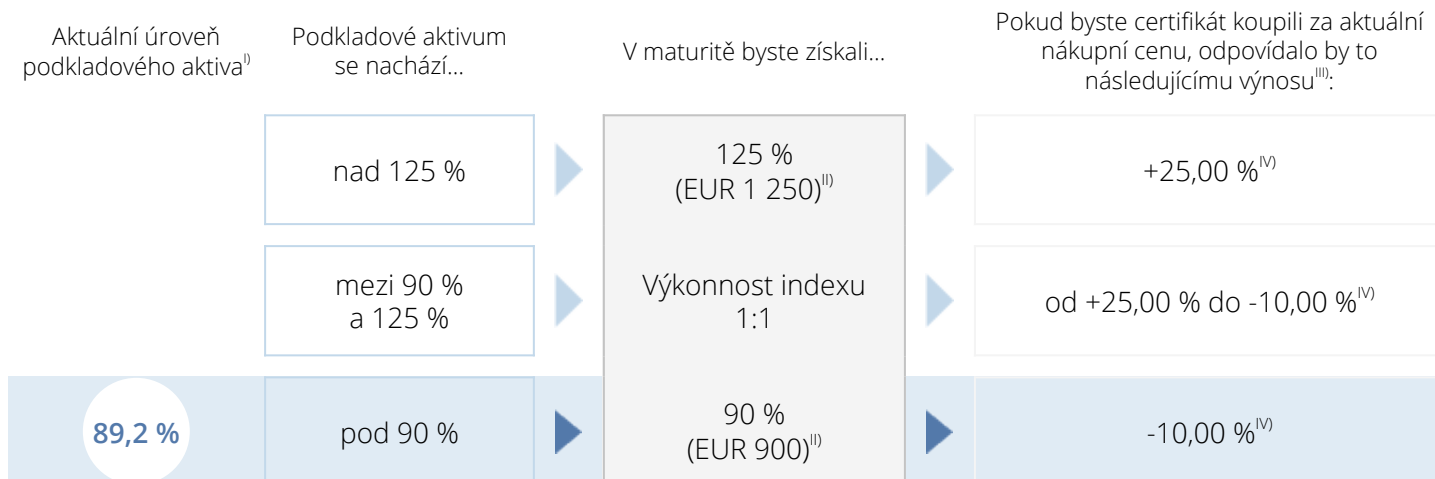 Aktuální úroveň
podkladového aktiva^I)
Podkladové aktivum
se nachází...
V maturitě byste získali...
Pokud byste certifikát koupili za aktuální
nákupní cenu, odpovídalo by to
následujícímu výnosu^III):
nad 125 %
125 %
(EUR 1 250)^II)
+25,00 %^IV)
mezi 90 %
a 125 %
Výkonnost indexu
1:1
od +25,00 % do -10,00 %^IV)
89,2 %
pod 90 %
90 %
(EUR 900)^II)
-10,00 %^IV)